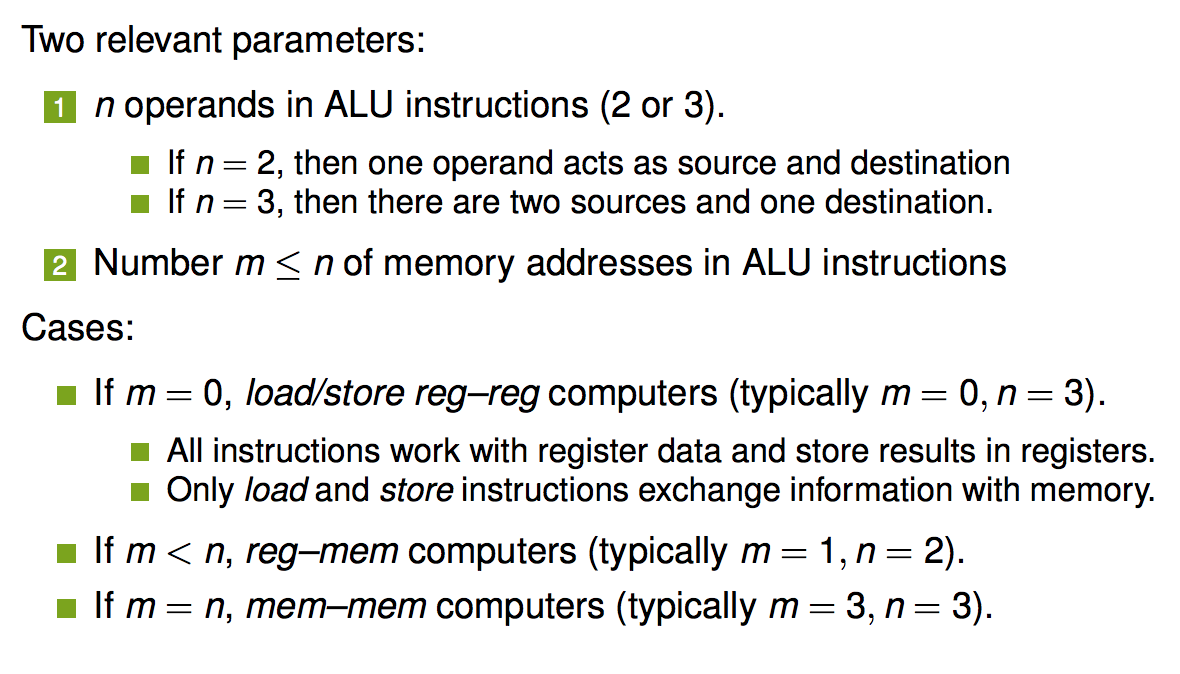 Two relevant parameters:
1 n operands in ALU instructions (2 or 3).
If n = 2, then one operand acts as source and destination
If n = 3, then there are two sources and one destination.
2 Number m ≤ n of memory addresses in ALU instructions
Cases:
If m = 0, load/store reg–reg computers (typically m = 0, n = 3).
All instructions work with register data and store results in registers.
Only load and store instructions exchange information with memory.
If m < n, reg–mem computers (typically m = 1, n = 2).
If m = n, mem–mem computers (typically m = 3, n = 3).